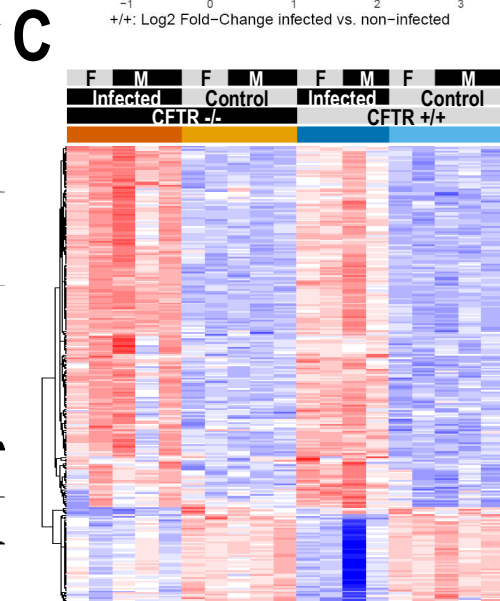 −1 0 1 2 3
+/+: Log2 Fold−Change infected vs. non−infected
C
F M F M F M F M
Infected Control Infected Control
CFTR -/- CFTR +/+